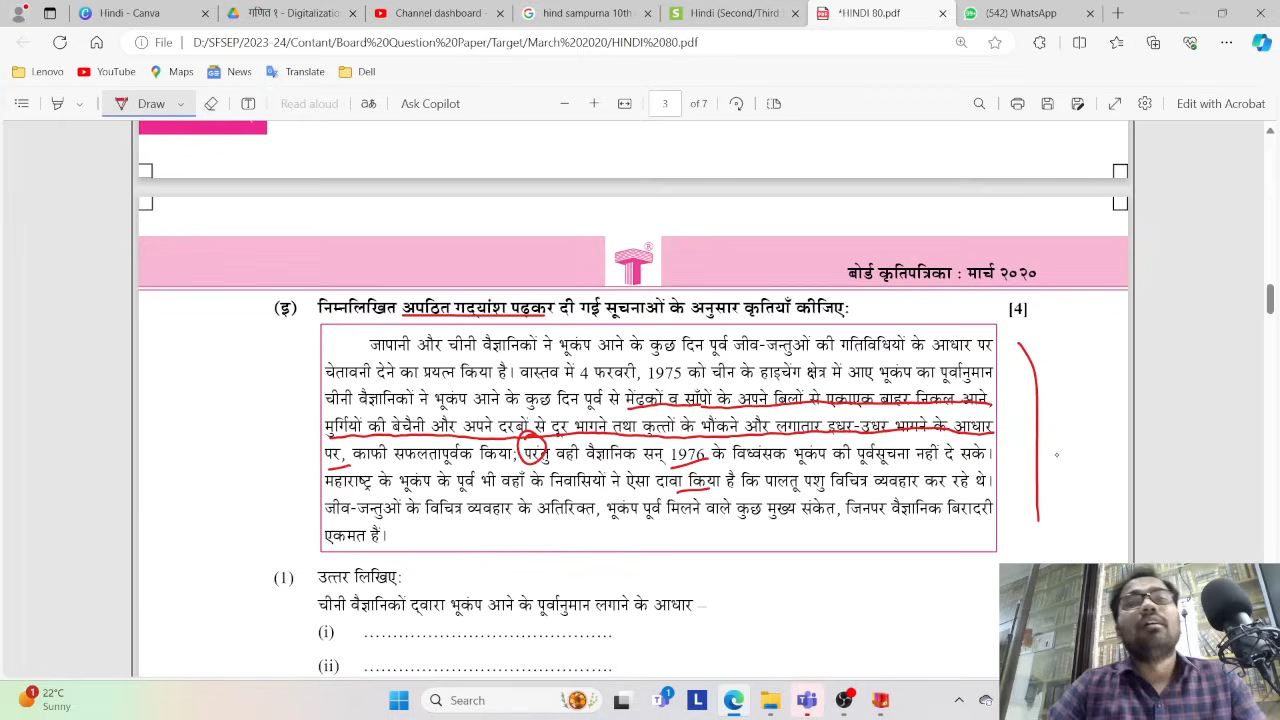 Hindi - Canva
गणित १ - Digitalizatio
Channel dashboard -
hind sampurna 10th
Hindi (Second/Third
*HINDI 80.pdf
(542) WhatsApp
File D:/SFSEP/2023-24/Contant/Board%20Question%20Paper/Target/March%202020/HINDI%2080.pdf
Lenovo YouTube Maps News Translate Dell
Draw Read aloud Ask Copilot 3 of 7 Edit with Acrobat
बोर्ड कृतिपत्रिका : मार्च २०२०
(इ) निम्नलिखित अपठित गद्यांश पढ़कर दी गई सूचनाओं के अनुसार कृतियाँ कीजिए: [4]
जापानी और चीनी वैज्ञानिकों ने भूकंप आने के कुछ दिन पूर्व जीव-जन्तुओं की गतिविधियों के आधार पर
चेतावनी देने का प्रयत्न किया है। वास्तव में 4 फरवरी, 1975 को चीन के हाइचेंग क्षेत्र में आए भूकंप का पूर्वानुमान
चीनी वैज्ञानिकों ने भूकंप आने के कुछ दिन पूर्व से मेंढ़कों व साँपों के अपने बिलों से एकाएक बाहर निकल आने,
मुर्गियों की बेचैनी और अपने दरबों से दूर भागने तथा कुत्तों के भौंकने और लगातार इधर-उधर भागने के आधार
पर, काफी सफलतापूर्वक किया; परंतु वही वैज्ञानिक सन् 1976 के विध्वंसक भूकंप की पूर्वसूचना नहीं दे सके।
महाराष्ट्र के भूकंप के पूर्व भी वहाँ के निवासियों ने ऐसा दावा किया है कि पालतू पशु विचित्र व्यवहार कर रहे थे।
जीव-जन्तुओं के विचित्र व्यवहार के अतिरिक्त, भूकंप पूर्व मिलने वाले कुछ मुख्य संकेत, जिनपर वैज्ञानिक बिरादरी
एकमत हैं।
(1) उत्तर लिखिए:
चीनी वैज्ञानिकों द्वारा भूकंप आने के पूर्वानुमान लगाने के आधार –
(i) ............................................
(ii) ............................................
1 22°C
Sunny
Search
1